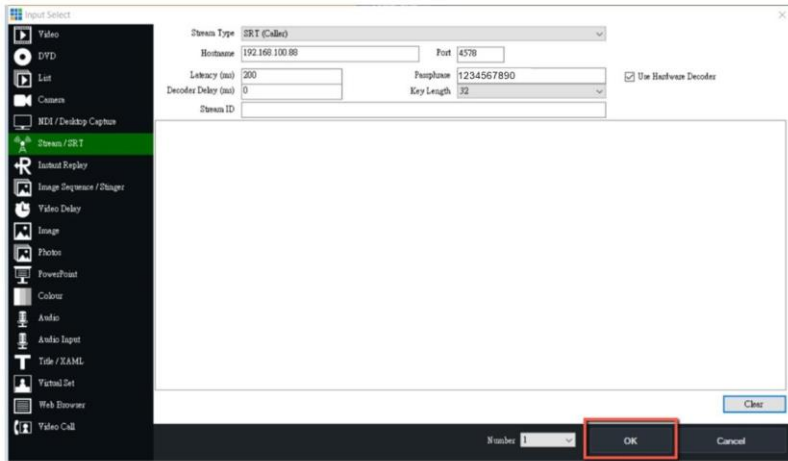 Input Select
Video
DVD
List
Camera
NDI / Desktop Capture
Stream / SRT
Instant Replay
Image Sequence / Stinger
Video Delay
Image
Photos
PowerPoint
Colour
Audio
Audio Input
Title / XAML
Virtual Set
Web Browser
Video Call
Stream Type SRT (Caller)
Hostname 192.168.100.88 Port 4578
Latency (ms) 200 Passphrase 1234567890 Use Hardware Decoder
Decoder Delay (ms) 0 Key Length 32
Stream ID
Clear
Number 1 OK Cancel